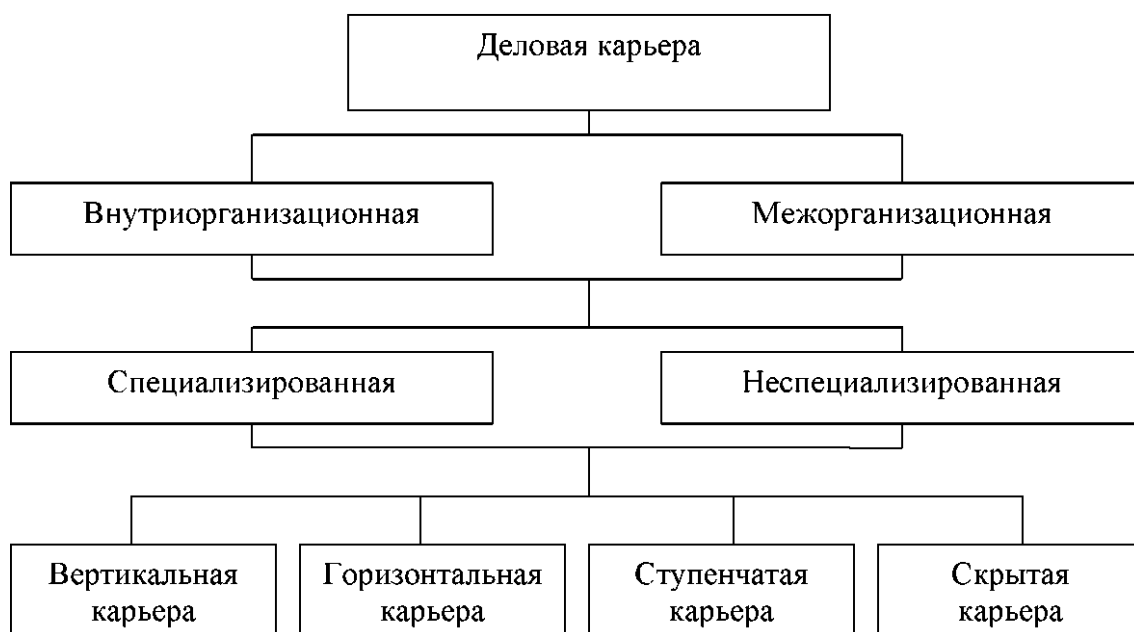 Деловая карьера
Внутриорганизационная
Межорганизационная
Специализированная
Неспециализированная
Вертикальная
карьера
Горизонтальная
карьера
Ступенчатая
карьера
Скрытая
карьера